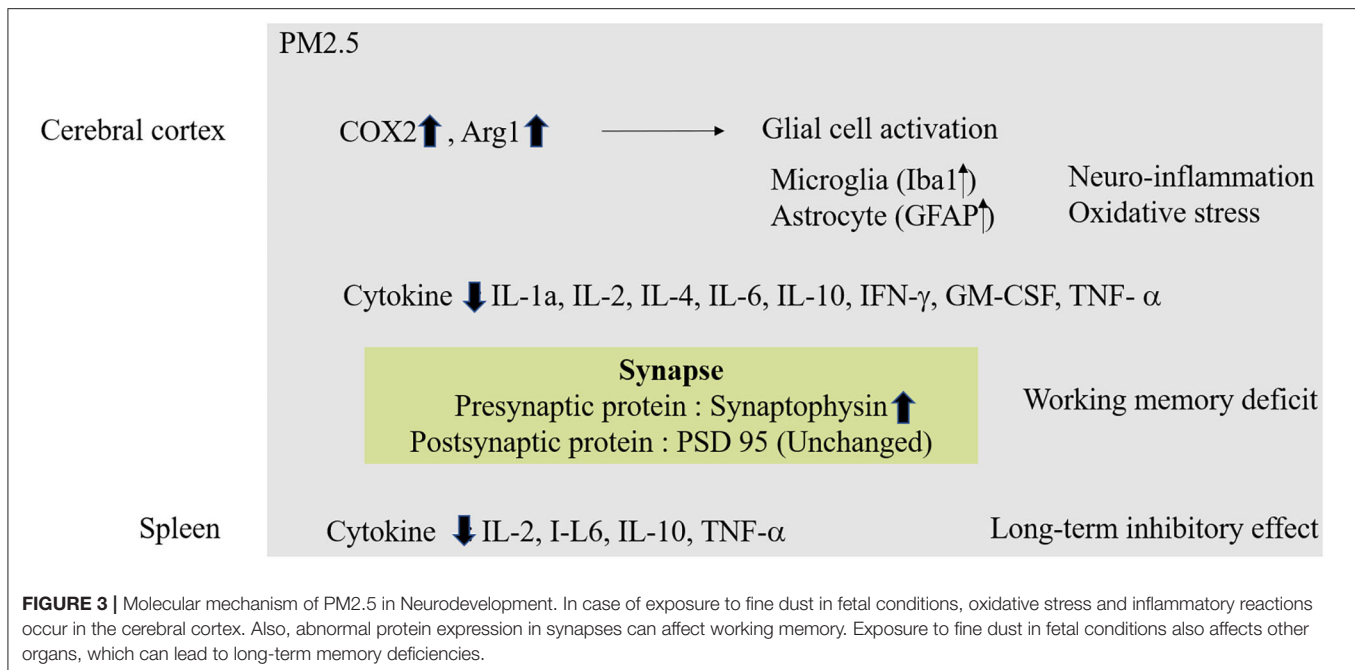 PM2.5
Cerebral cortex
COX2⬆ , Arg1⬆
Glial cell activation
Microglia (Iba1↑)
Astrocyte (GFAP↑)
Neuro-inflammation
Oxidative stress
Cytokine ⬇ IL-1a, IL-2, IL-4, IL-6, IL-10, IFN-γ, GM-CSF, TNF- α
Synapse
Presynaptic protein : Synaptophysin⬆
Postsynaptic protein : PSD 95 (Unchanged)
Working memory deficit
Spleen
Cytokine ⬇ IL-2, I-L6, IL-10, TNF-α
Long-term inhibitory effect
FIGURE 3 | Molecular mechanism of PM2.5 in Neurodevelopment. In case of exposure to fine dust in fetal conditions, oxidative stress and inflammatory reactions
occur in the cerebral cortex. Also, abnormal protein expression in synapses can affect working memory. Exposure to fine dust in fetal conditions also affects other
organs, which can lead to long-term memory deficiencies.